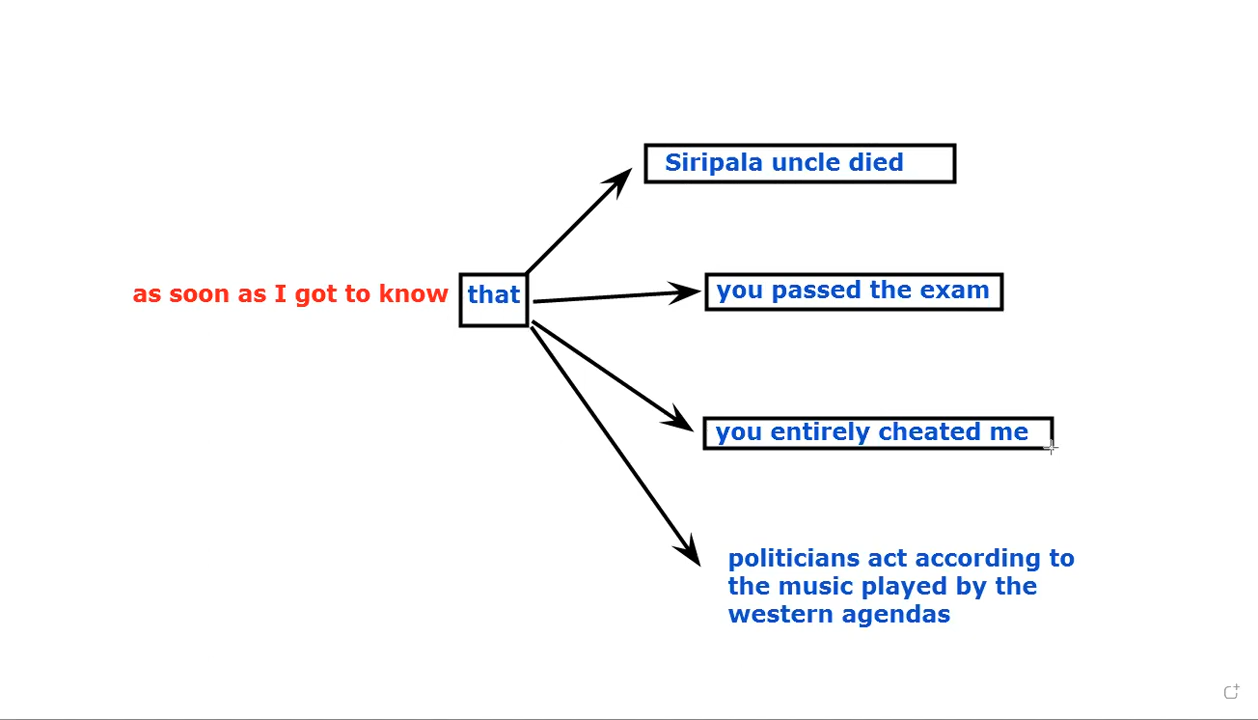 Siripala uncle died
as soon as I got to know that
you passed the exam
you entirely cheated me
politicians act according to
the music played by the
western agendas